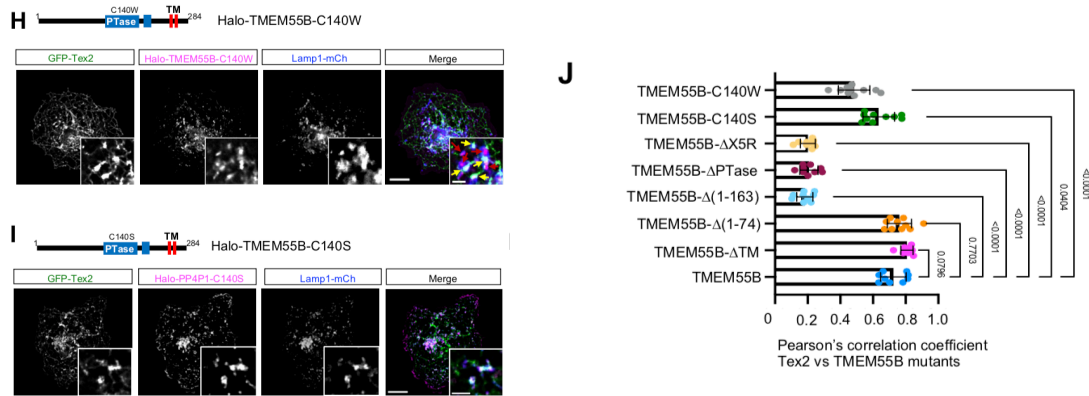 H
1
C140W
PTase
TM
284
Halo-TMEM55B-C140W
GFP-Tex2
Halo-TMEM55B-C140W
Lamp1-mCh
Merge
I
1
C140S
PTase
TM
284
Halo-TMEM55B-C140S
GFP-Tex2
Halo-PP4P1-C140S
Lamp1-mCh
Merge
J
TMEM55B-C140W
TMEM55B-C140S
TMEM55B-ΔX5R
TMEM55B-ΔPTase
TMEM55B-Δ(1-163)
TMEM55B-Δ(1-74)
TMEM55B-ΔTM
TMEM55B
0.0796
0.7703
<0.0001
<0.0001
<0.0001
0.0404
<0.0001
0 0.2 0.4 0.6 0.8 1.0
Pearson's correlation coefficient
Tex2 vs TMEM55B mutants